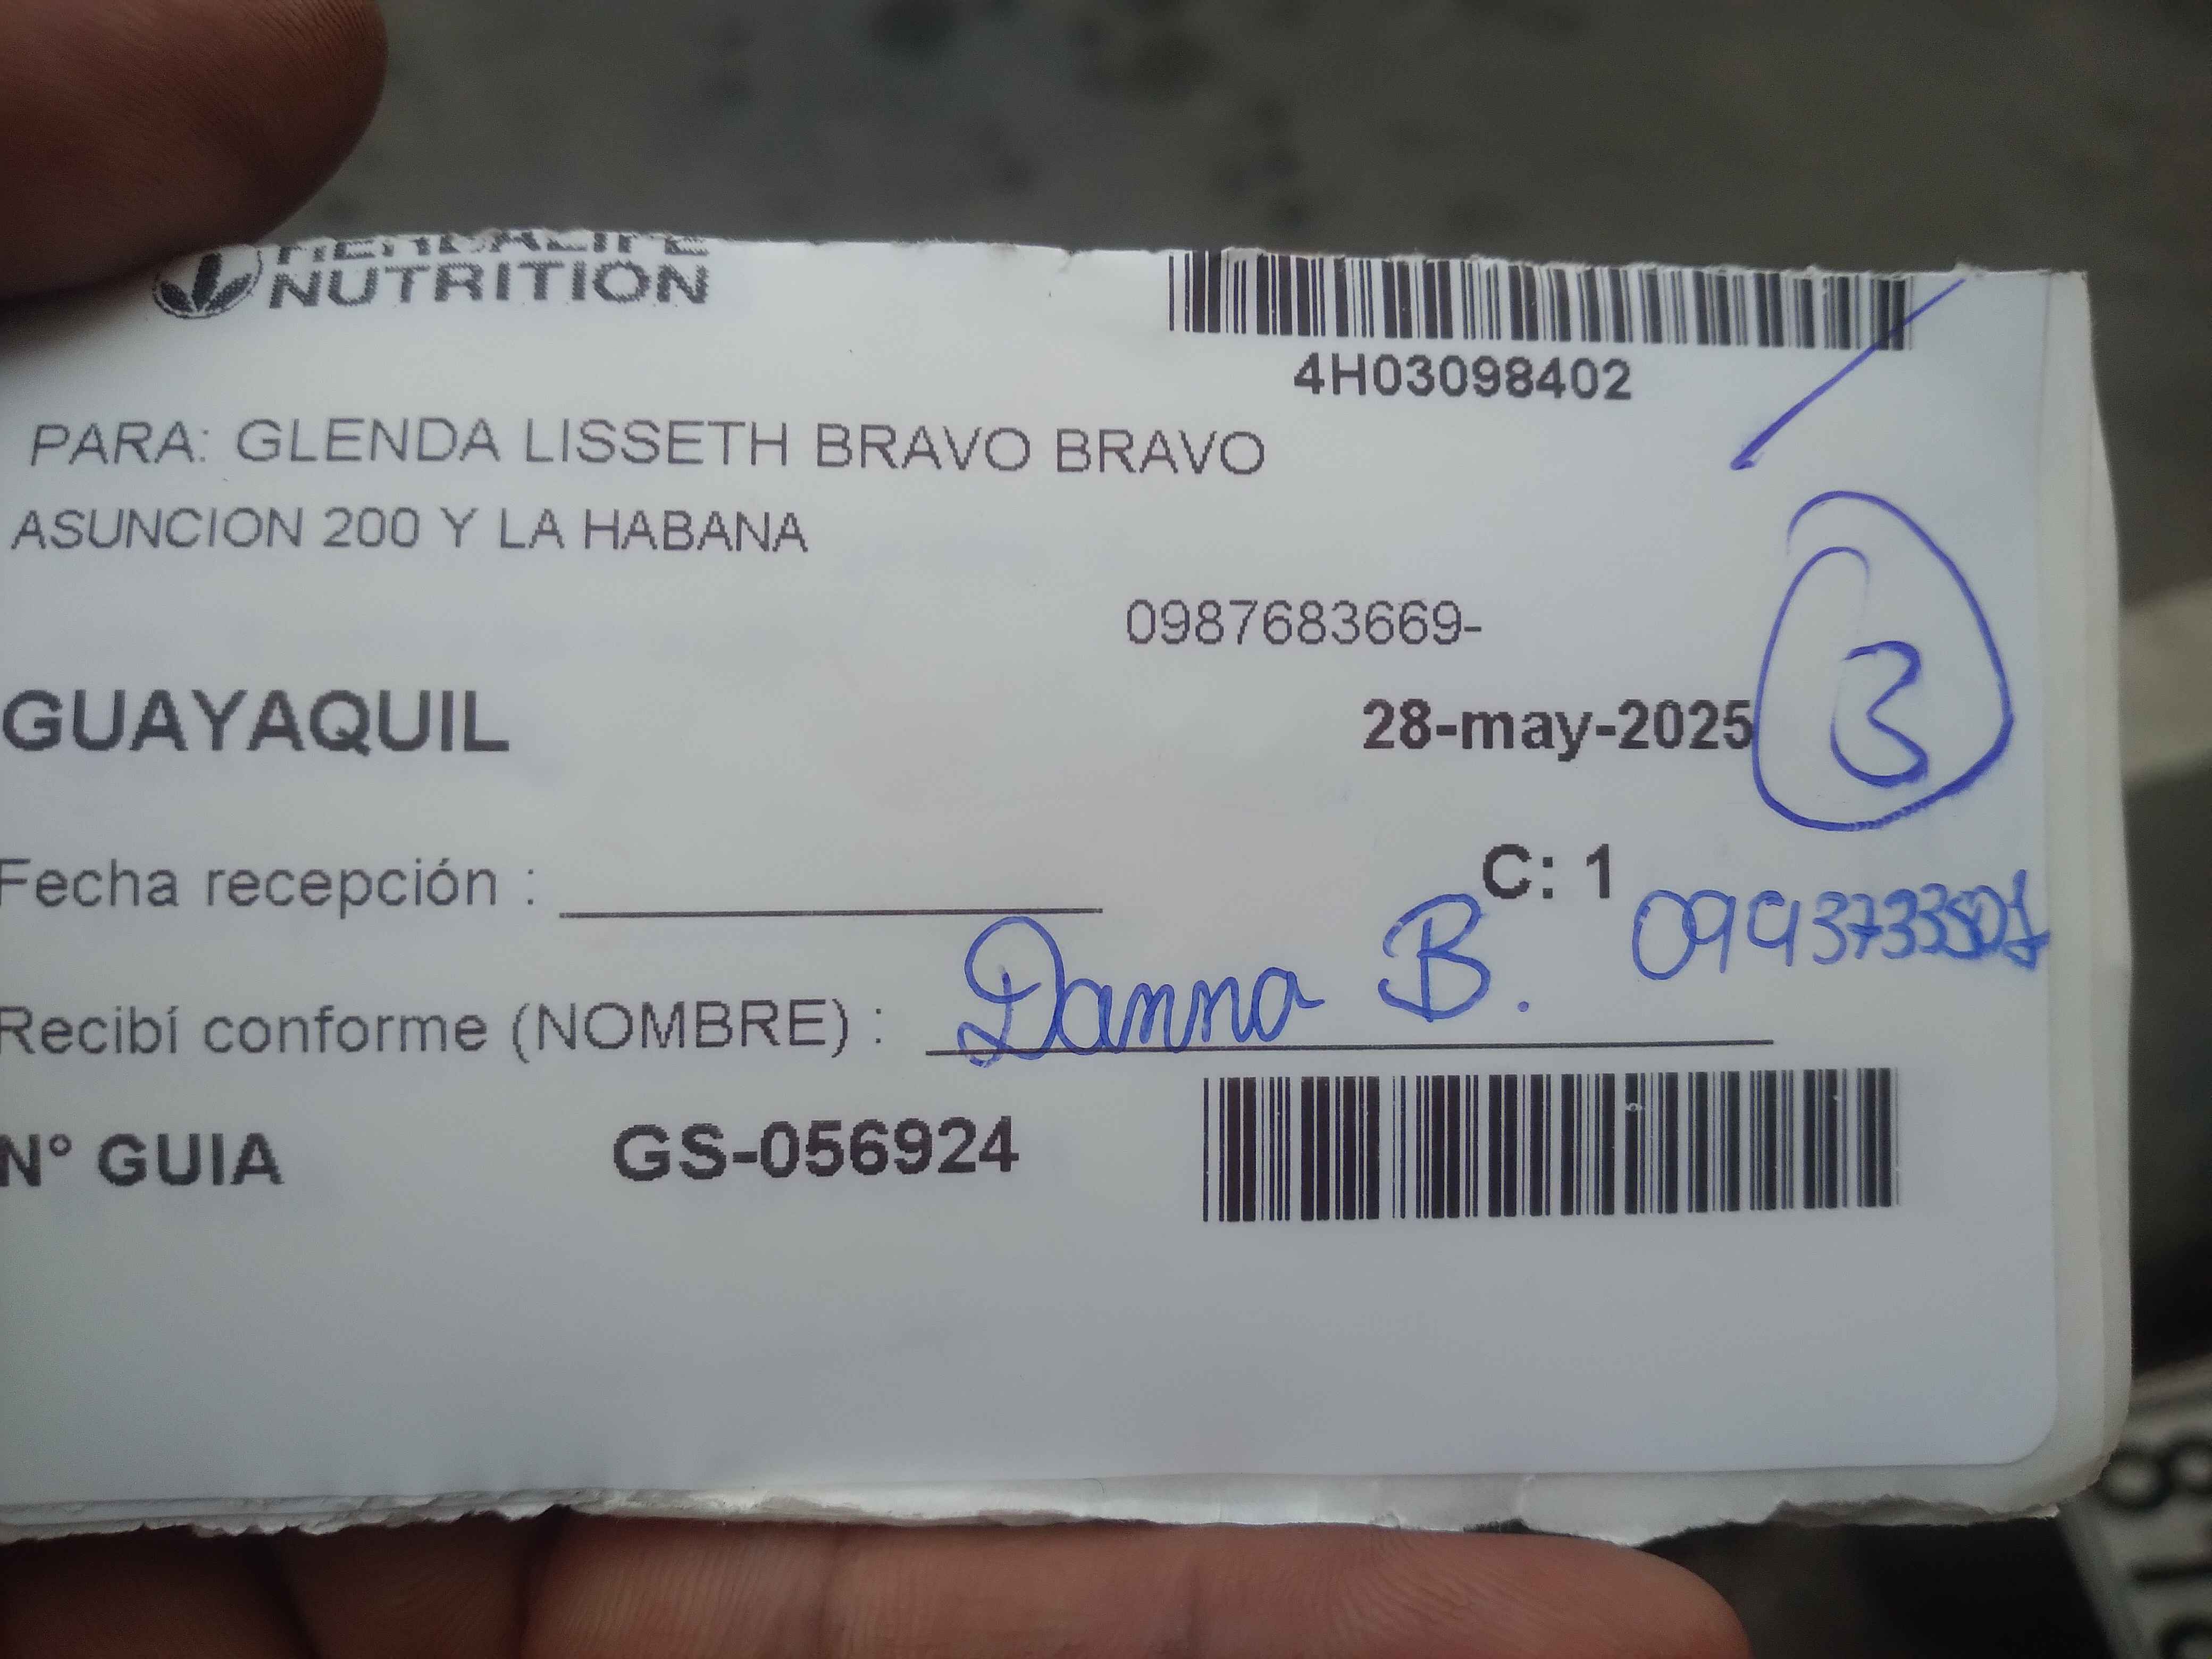 HERBALIFE
NUTRITION
4H03098402
PARA: GLENDA LISSETH BRAVO BRAVO
ASUNCION 200 Y LA HABANA
0987683669-
GUAYAQUIL
28-may-2025
3
Fecha recepción :
C: 1
Recibí conforme (NOMBRE) : Danna B.
N° GUIA GS-056924